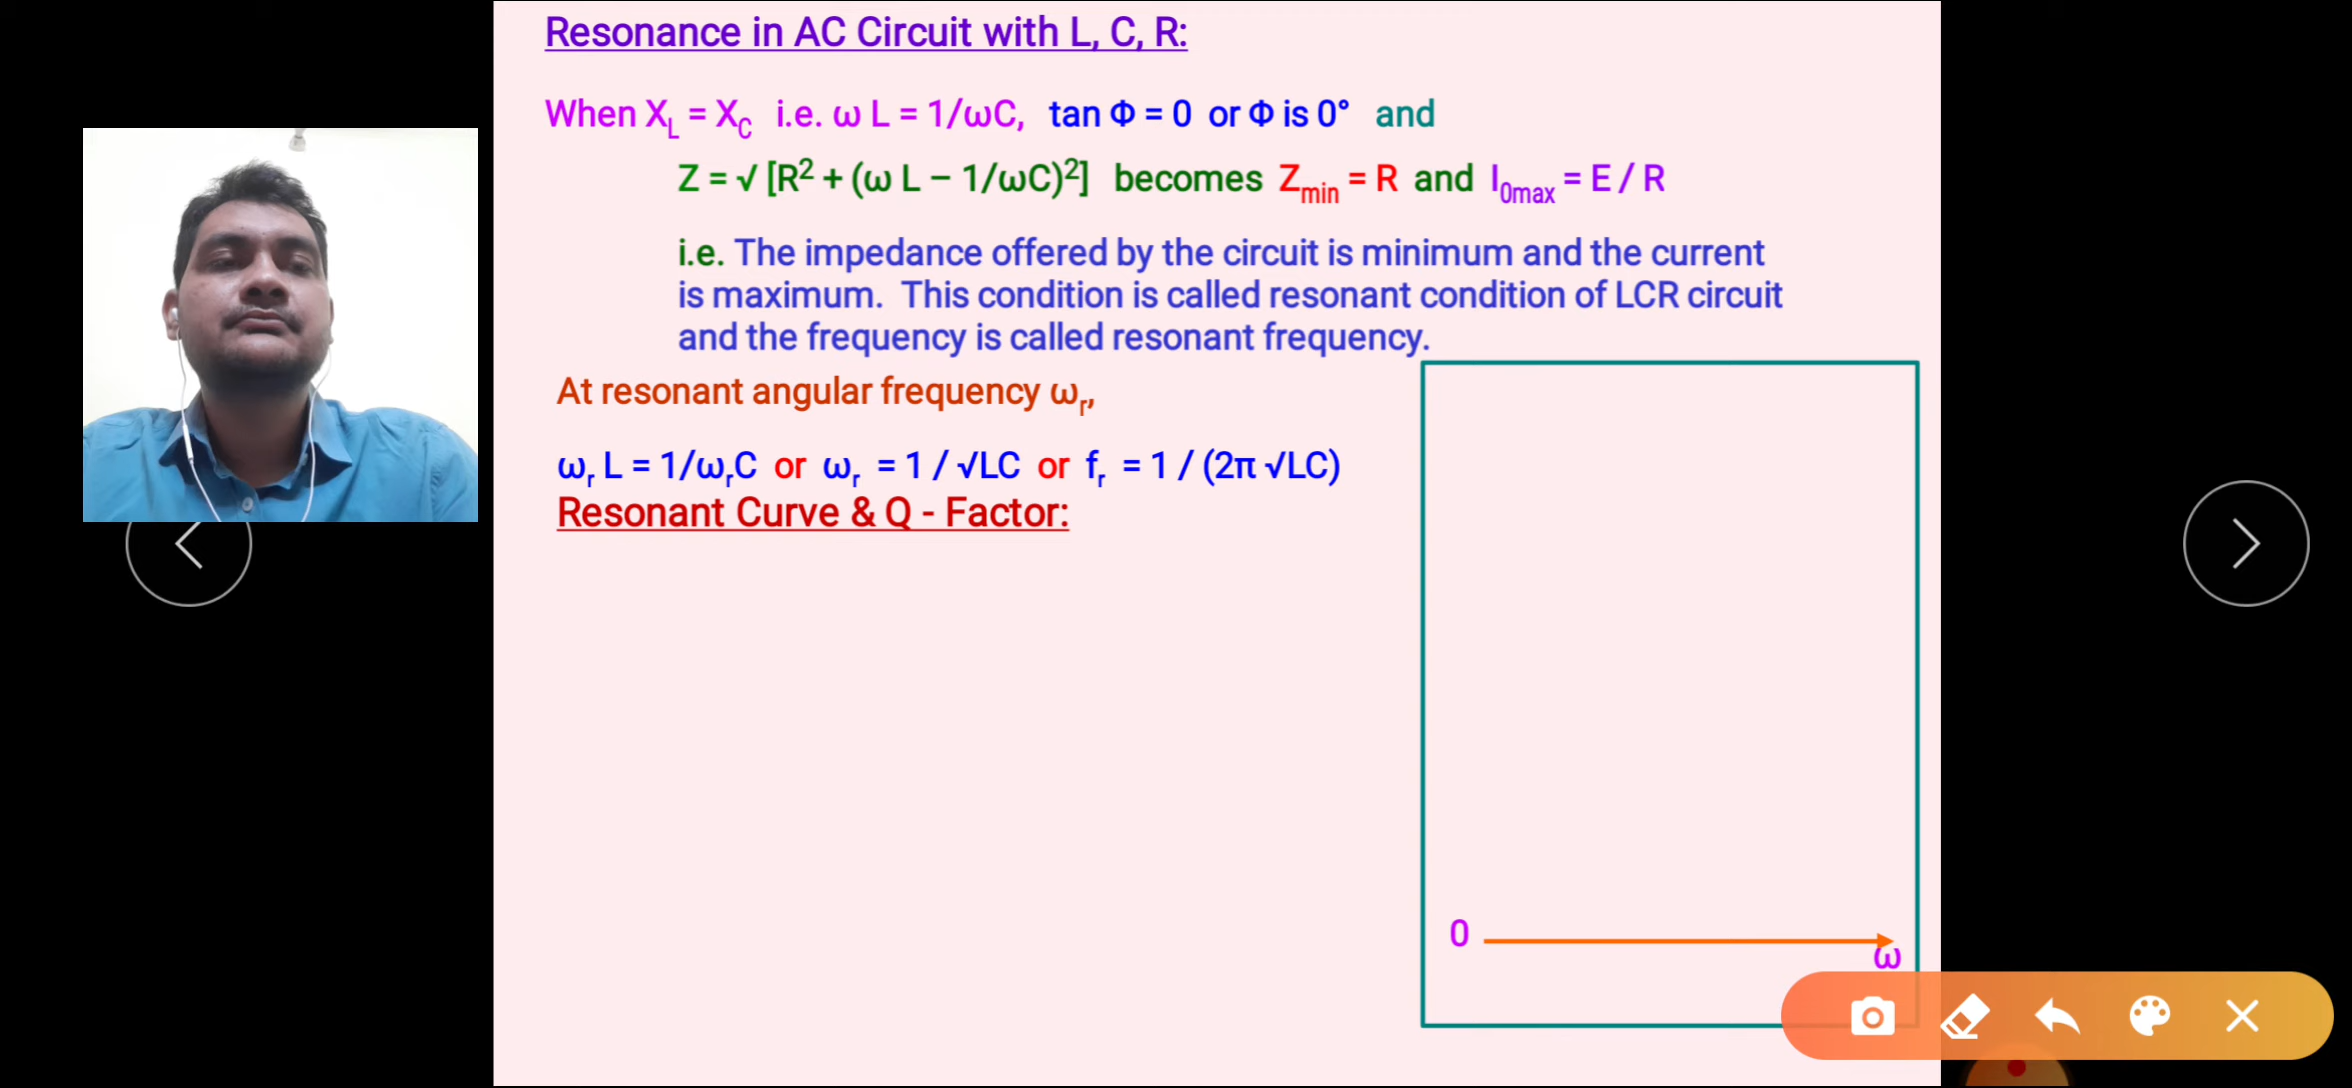 Resonance in AC Circuit with L, C, R:
When X_L = X_C i.e. ω L = 1/ωC, tan Φ = 0 or Φ is 0° and
Z = √ [R² + (ω L – 1/ωC)²] becomes Z_min = R and I_0max = E / R
i.e. The impedance offered by the circuit is minimum and the current
is maximum. This condition is called resonant condition of LCR circuit
and the frequency is called resonant frequency.
At resonant angular frequency ω_r,
ω_r L = 1/ω_rC or ω_r = 1 / √LC or f_r = 1 / (2π √LC)
Resonant Curve & Q - Factor:
0
ω